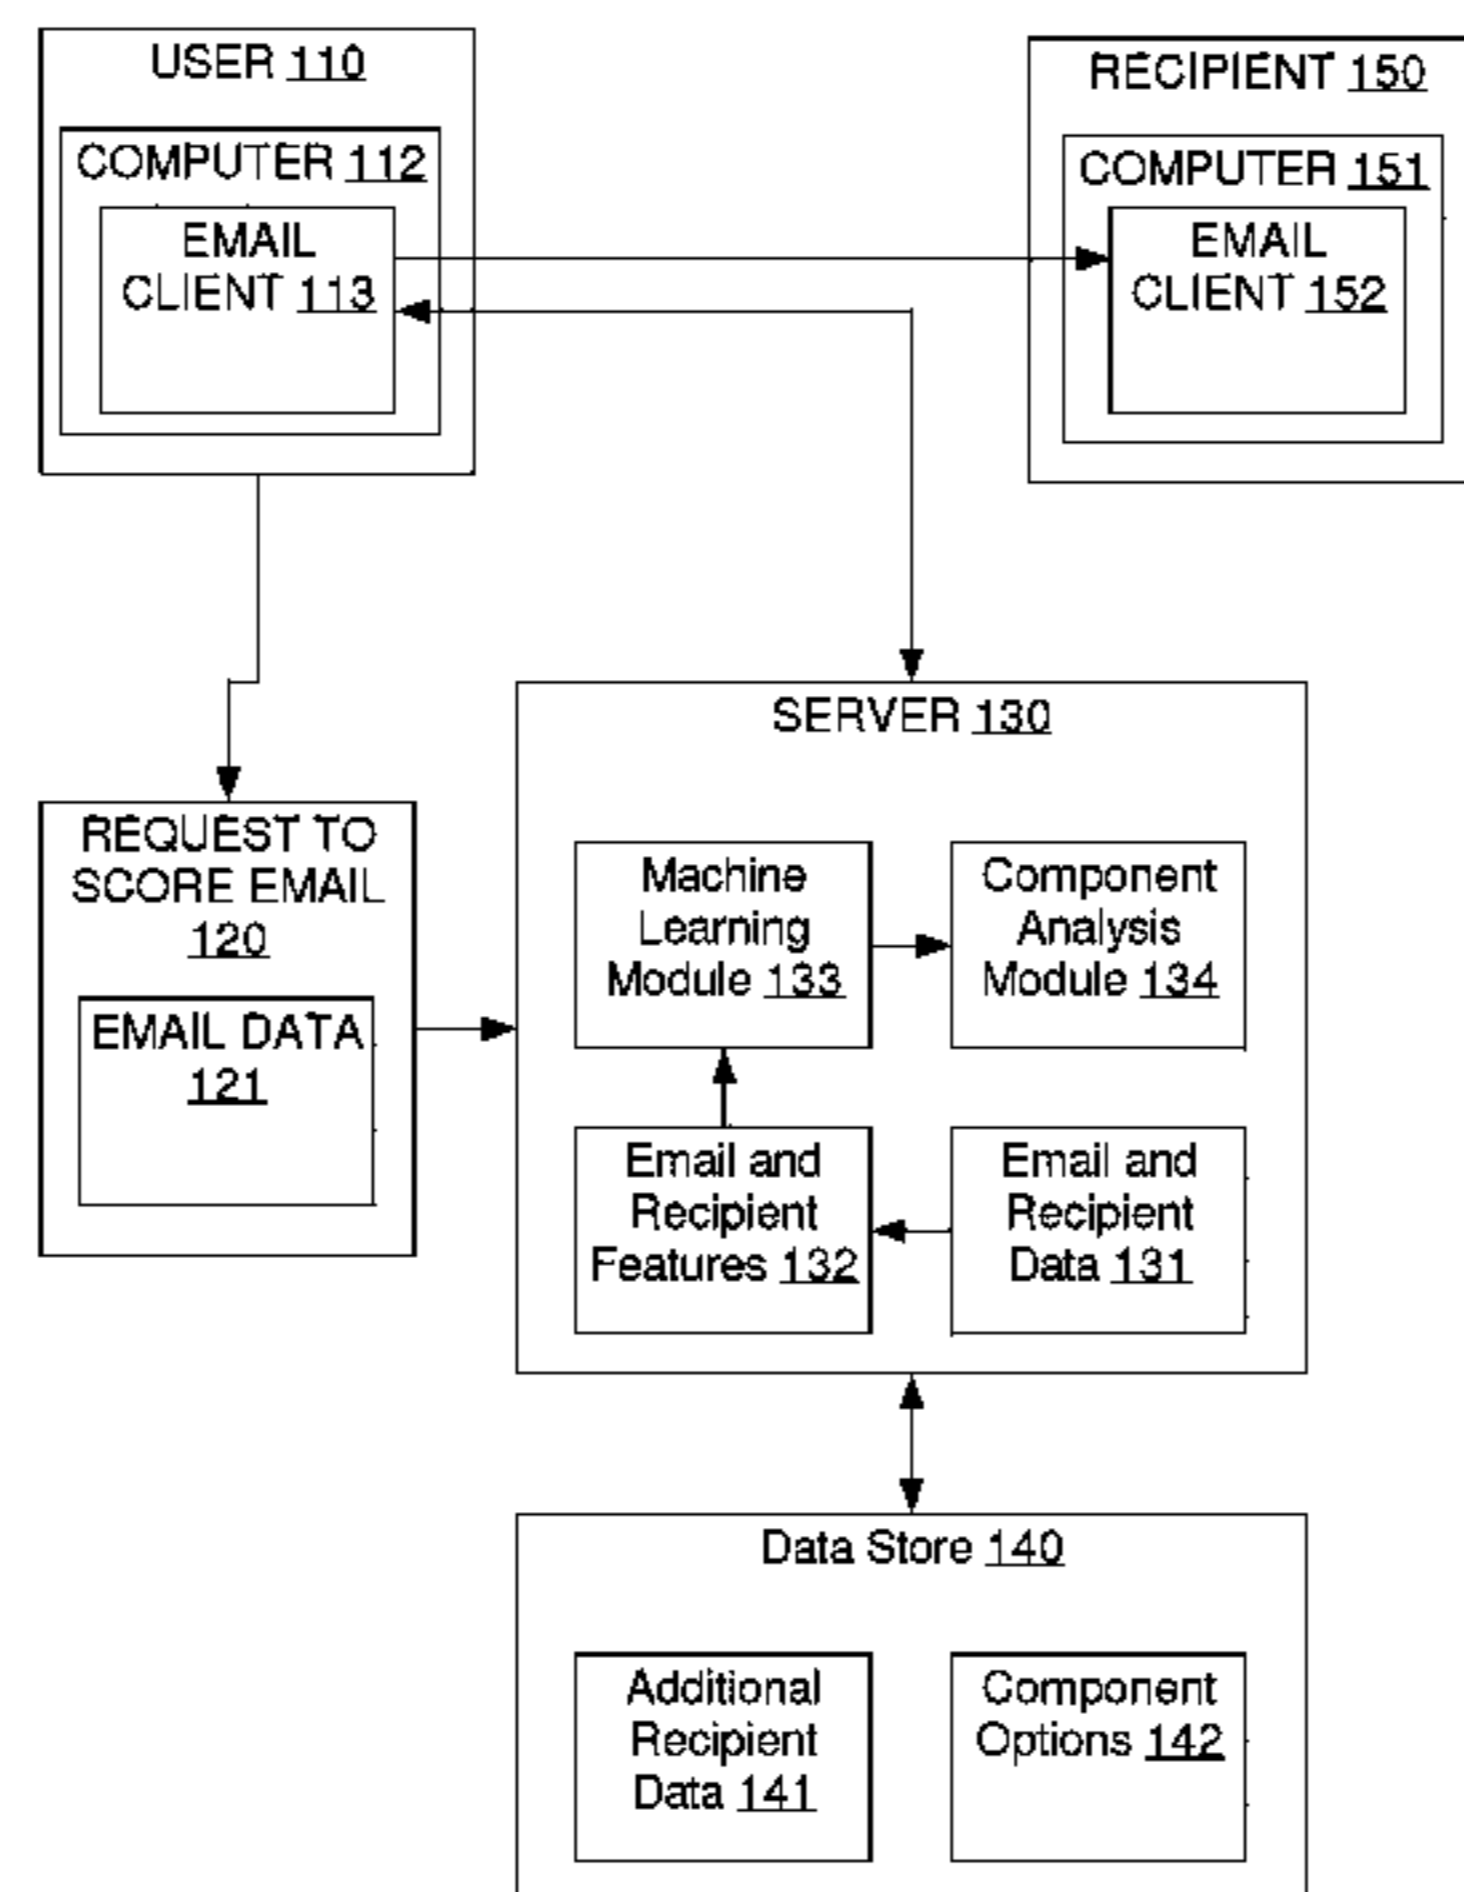 USER 110
COMPUTER 112
EMAIL
CLIENT 113
RECIPIENT 150
COMPUTER 151
EMAIL
CLIENT 152
REQUEST TO
SCORE EMAIL
120
EMAIL DATA
121
SERVER 130
Machine
Learning
Module 133
Component
Analysis
Module 134
Email and
Recipient
Features 132
Email and
Recipient
Data 131
Data Store 140
Additional
Recipient
Data 141
Component
Options 142